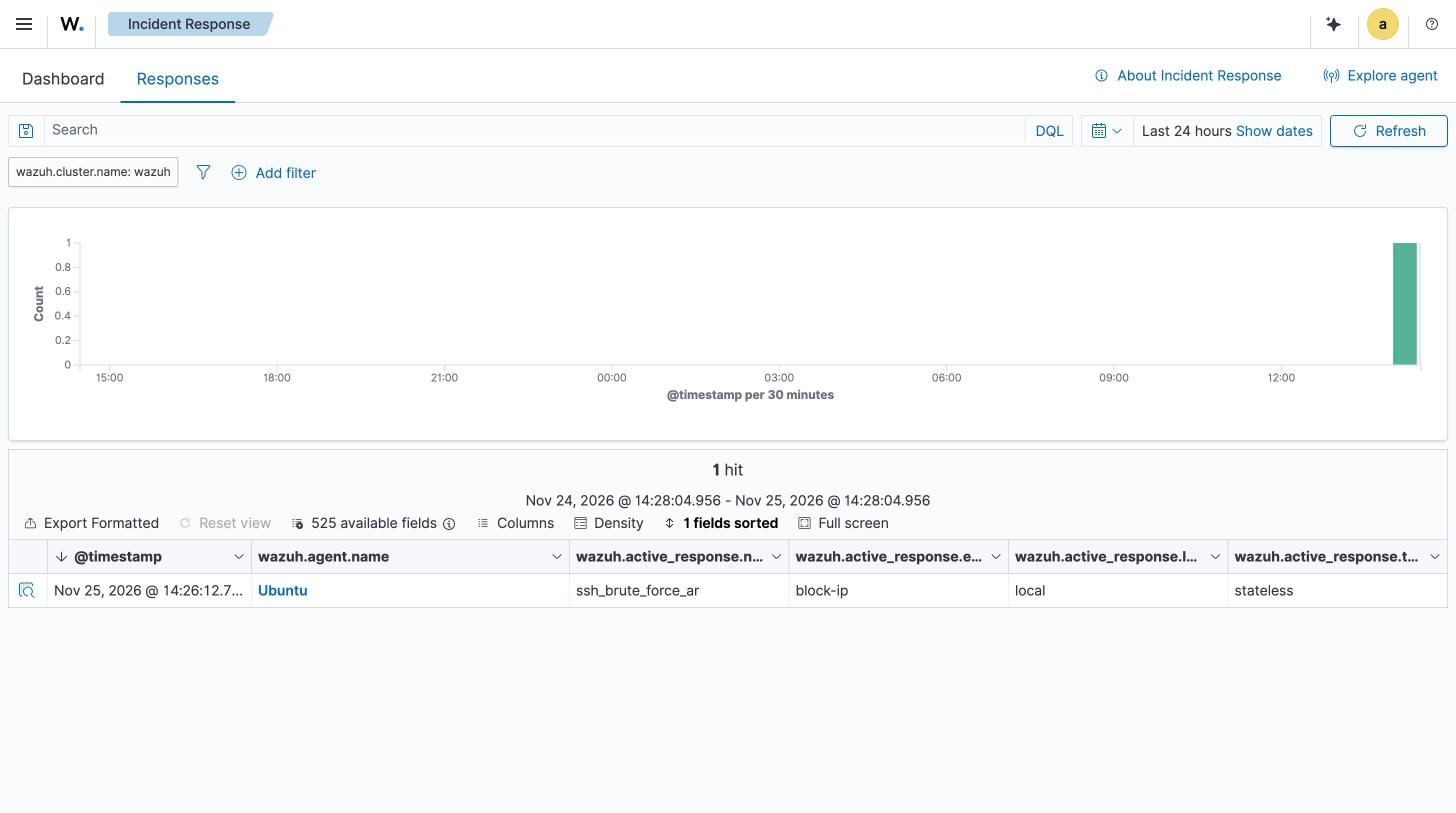 W.
Incident Response
a
Dashboard
Responses
About Incident Response
Explore agent
Search
DQL
Last 24 hours Show dates
Refresh
wazuh.cluster.name: wazuh
Add filter
1
0.8
0.6
0.4
0.2
0
Count
15:00 18:00 21:00 00:00 03:00 06:00 09:00 12:00
@timestamp per 30 minutes
1 hit
Nov 24, 2026 @ 14:28:04.956 - Nov 25, 2026 @ 14:28:04.956
Export Formatted Reset view 525 available fields Columns Density 1 fields sorted Full screen
@timestamp wazuh.agent.name wazuh.active_response.n... wazuh.active_response.e... wazuh.active_response.l... wazuh.active_response.t...
Nov 25, 2026 @ 14:26:12.7... Ubuntu ssh_brute_force_ar block-ip local stateless